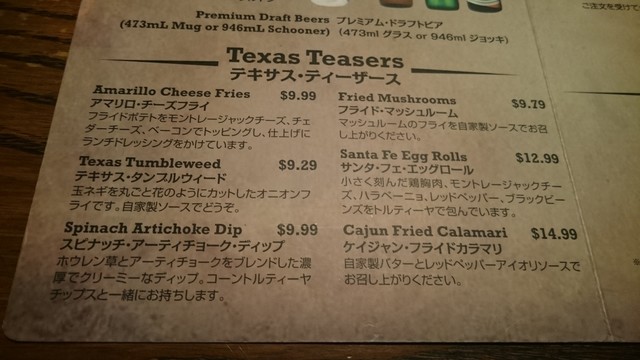 Premium Draft Beers プレミアム・ドラフトビア
(473mL Mug or 946mL Schooner) (473ml グラス or 946ml ジョッキ)
ご注文を受けて
Texas Teasers
テキサス・ティーザース
Amarillo Cheese Fries $9.99
アマリロ・チーズフライ
フライドポテトをモントレージャックチーズ、チェ
ダーチーズ、ベーコンでトッピングし、仕上げに
ランチドレッシングをかけています。
Texas Tumbleweed $9.29
テキサス・タンブルウィード
玉ネギを丸ごと花のようにカットしたオニオンフ
ライです。自家製ソースでどうぞ。
Spinach Artichoke Dip $9.99
スピナッチ・アーティチョーク・ディップ
ホウレン草とアーティチョークをブレンドした濃
厚でクリーミーなディップ。コーントルティーヤ
チップスと一緒にお持ちします。
Fried Mushrooms $9.79
フライド・マッシュルーム
マッシュルームのフライを自家製ソースでお召
し上がりください。
Santa Fe Egg Rolls $12.99
サンタ・フェ・エッグロール
小さく刻んだ鶏胸肉、モントレージャックチー
ズ、ハラペーニョ、レッドペッパー、ブラックビー
ンズをトルティーヤで包んでいます。
Cajun Fried Calamari $14.99
ケイジャン・フライドカラマリ
自家製バターとレッドペッパーアイオリソースで
お召し上がりください。